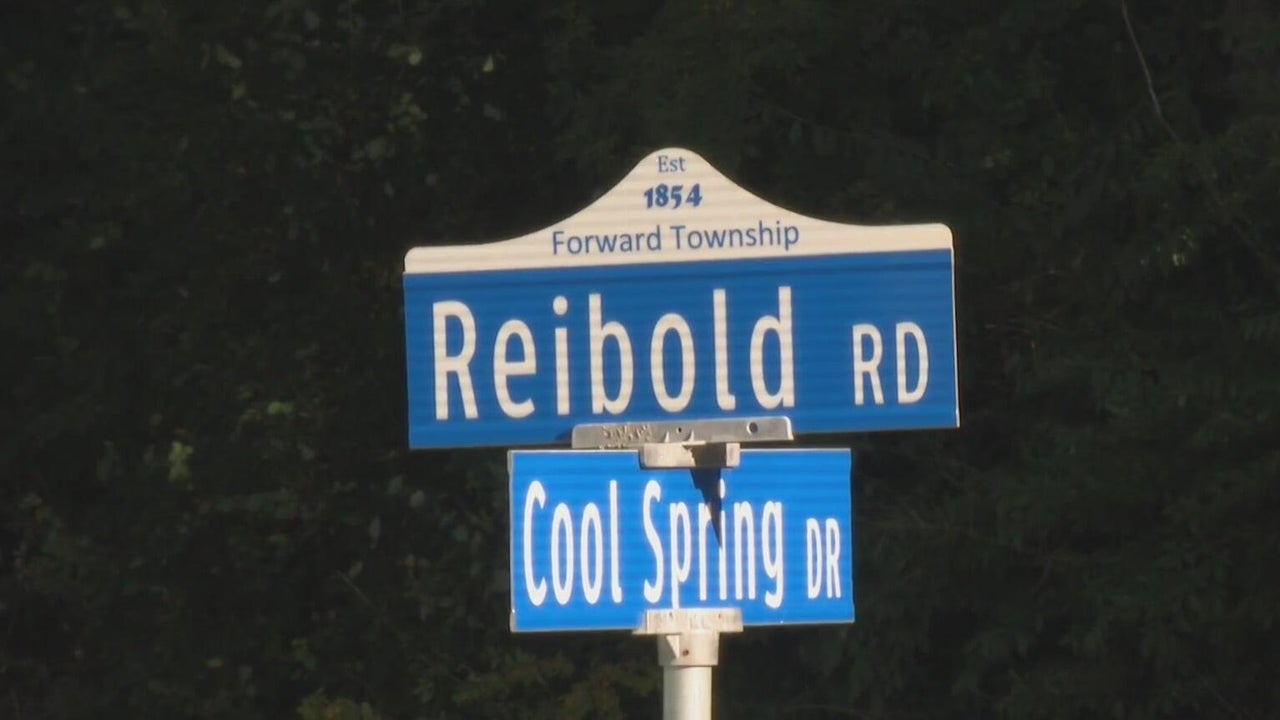 Est
1854
Forward Township
Reibold RD
Cool Spring DR